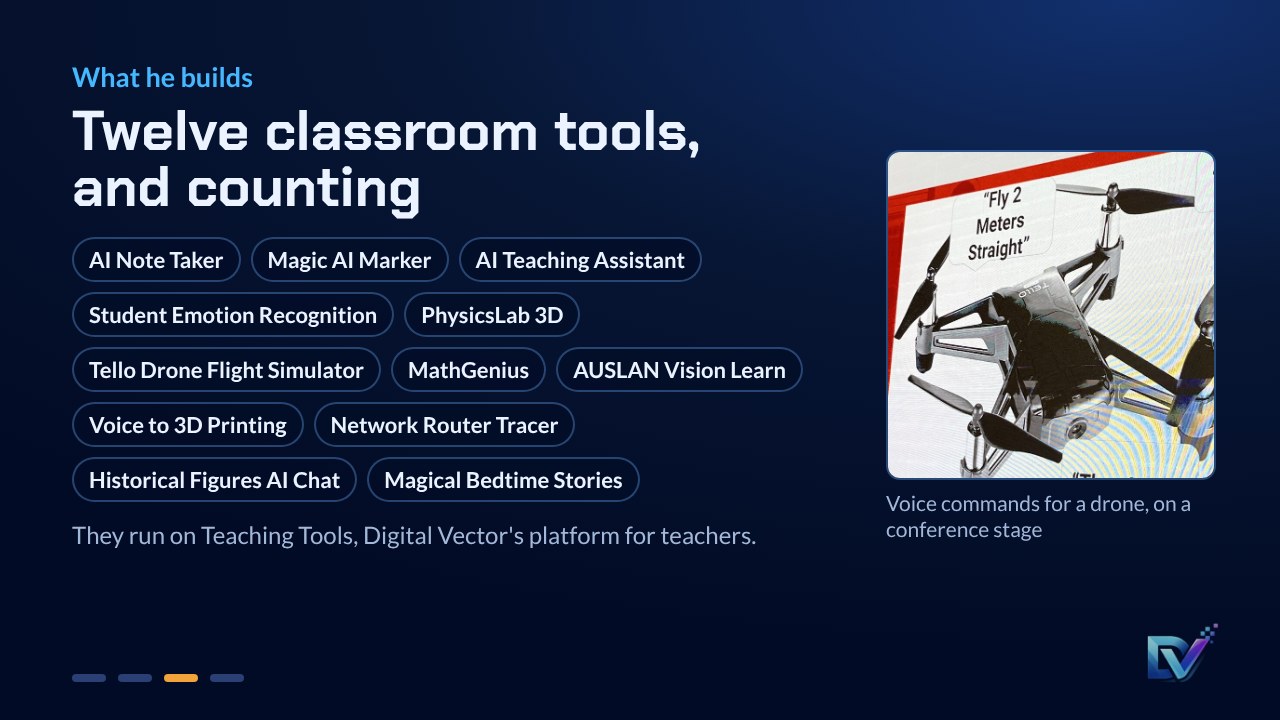 What he builds
Twelve classroom tools,
and counting
AI Note Taker
Magic AI Marker
AI Teaching Assistant
Student Emotion Recognition
PhysicsLab 3D
Tello Drone Flight Simulator
MathGenius
AUSLAN Vision Learn
Voice to 3D Printing
Network Router Tracer
Historical Figures AI Chat
Magical Bedtime Stories
They run on Teaching Tools, Digital Vector's platform for teachers.
“Fly 2
Meters
Straight”
TELLO
Voice commands for a drone, on a
conference stage
DV